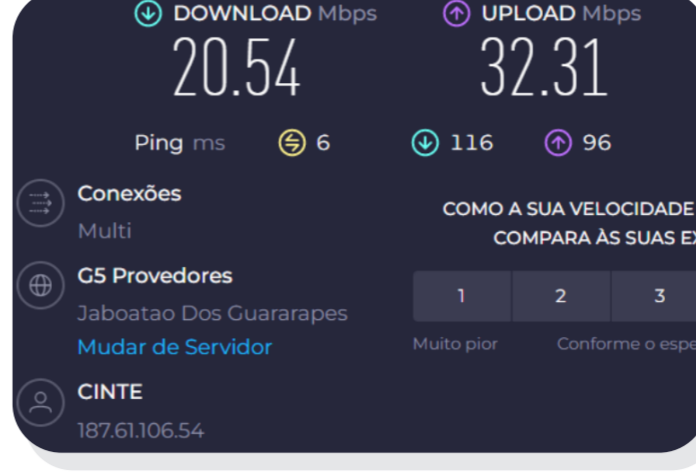 DOWNLOAD Mbps
UPLOAD Mbps
20.54
32.31
Ping ms 6 116 96
Conexões
Multi
G5 Provedores
Jaboatao Dos Guararapes
Mudar de Servidor
CINTE
187.61.106.54
COMO A SUA VELOCIDADE
COMPARA ÀS SUAS
1 2 3
Muito pior
Conforme o